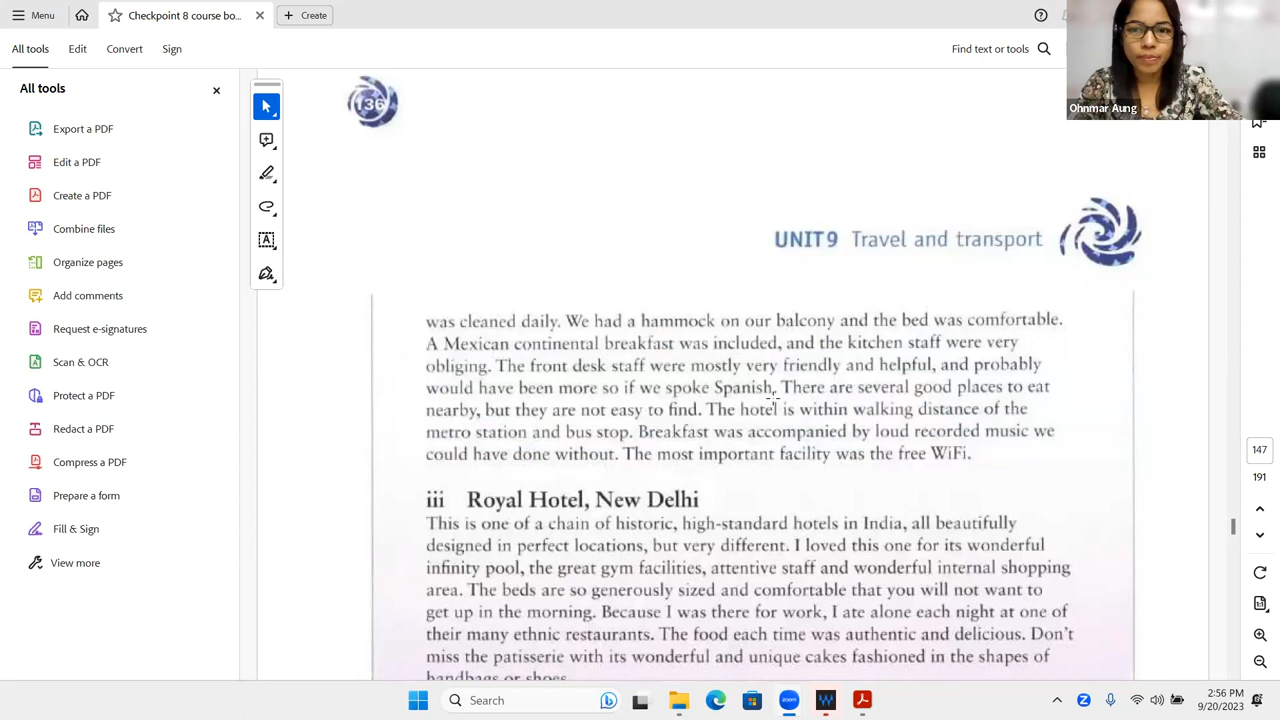 Menu
Checkpoint 8 course bo...
Create
All tools
Edit
Convert
Sign
Find text or tools
Ohnmar Aung
All tools
Export a PDF
Edit a PDF
Create a PDF
Combine files
Organize pages
Add comments
Request e-signatures
Scan & OCR
Protect a PDF
Redact a PDF
Compress a PDF
Prepare a form
Fill & Sign
View more
136
UNIT 9 Travel and transport
was cleaned daily. We had a hammock on our balcony and the bed was comfortable.
A Mexican continental breakfast was included, and the kitchen staff were very
obliging. The front desk staff were mostly very friendly and helpful, and probably
would have been more so if we spoke Spanish. There are several good places to eat
nearby, but they are not easy to find. The hotel is within walking distance of the
metro station and bus stop. Breakfast was accompanied by loud recorded music we
could have done without. The most important facility was the free WiFi.
iii Royal Hotel, New Delhi
This is one of a chain of historic, high-standard hotels in India, all beautifully
designed in perfect locations, but very different. I loved this one for its wonderful
infinity pool, the great gym facilities, attentive staff and wonderful internal shopping
area. The beds are so generously sized and comfortable that you will not want to
get up in the morning. Because I was there for work, I ate alone each night at one of
their many ethnic restaurants. The food each time was authentic and delicious. Don't
miss the patisserie with its wonderful and unique cakes fashioned in the shapes of
handbags or shoes.
147
191
Search
zoom
2:56 PM
9/20/2023